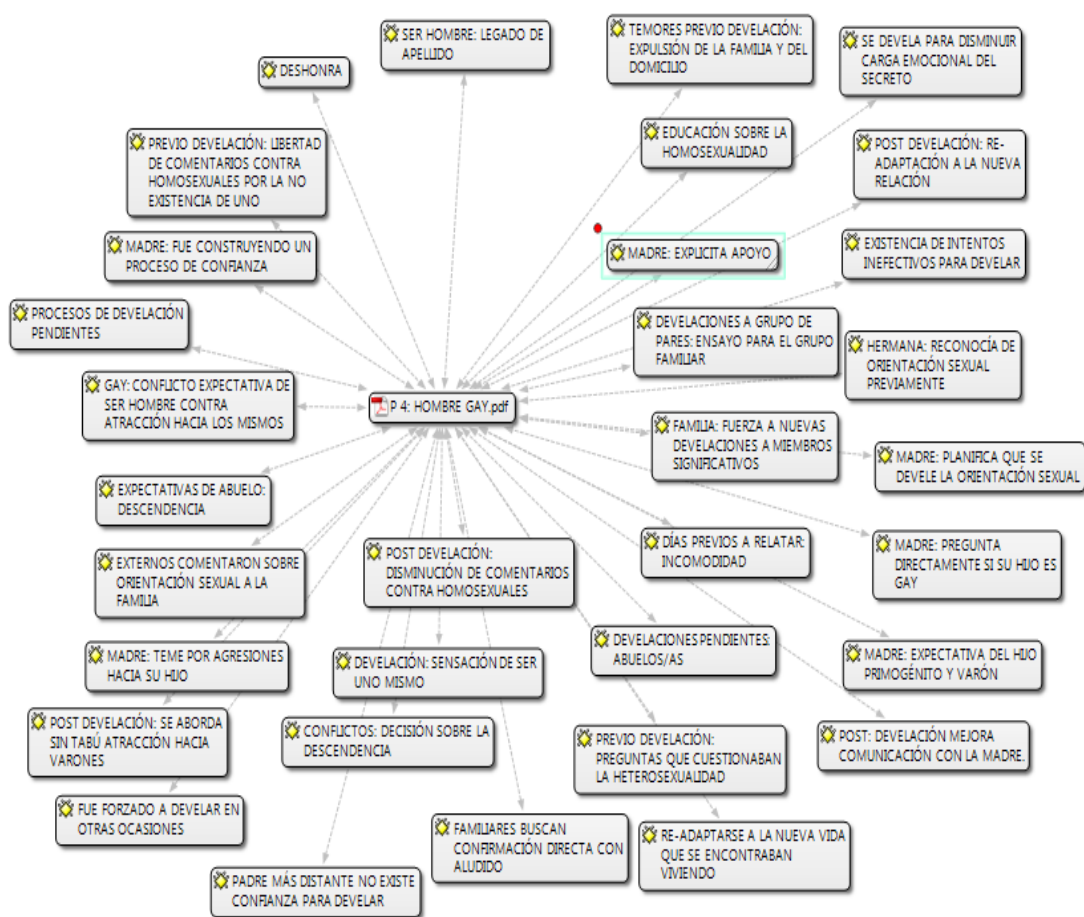 SER HOMBRE: LEGADO DE
APELLIDO
TEMORES PREVIO DEVELACIÓN:
EXPULSIÓN DE LA FAMILIA Y DEL
DOMICILIO
SE DEVELA PARA DISMINUIR
CARGA EMOCIONAL DEL
SECRETO
DESHONRA
EDUCACIÓN SOBRE LA
HOMOSEXUALIDAD
PREVIO DEVELACIÓN: LIBERTAD
DE COMENTARIOS CONTRA
HOMOSEXUALES POR LA NO
EXISTENCIA DE UNO
POST DEVELACIÓN: RE-
ADAPTACIÓN A LA NUEVA
RELACIÓN
MADRE: FUE CONSTRUYENDO UN
PROCESO DE CONFIANZA
MADRE: EXPLICITA APOYO
EXISTENCIA DE INTENTOS
INEFECTIVOS PARA DEVELAR
PROCESOS DE DEVELACIÓN
PENDIENTES
DEVELACIONES A GRUPO DE
PARES: ENSAYO PARA EL GRUPO
FAMILIAR
HERMANA: RECONOCÍA DE
ORIENTACIÓN SEXUAL
PREVIAMENTE
GAY: CONFLICTO EXPECTATIVA DE
SER HOMBRE CONTRA
ATRACCIÓN HACIA LOS MISMOS
P 4: HOMBRE GAY.pdf
FAMILIA: FUERZA A NUEVAS
DEVELACIONES A MIEMBROS
SIGNIFICATIVOS
MADRE: PLANIFICA QUE SE
DEVELE LA ORIENTACIÓN SEXUAL
EXPECTATIVAS DE ABUELO:
DESCENDENCIA
EXTERNOS COMENTARON SOBRE
ORIENTACIÓN SEXUAL A LA
FAMILIA
POST DEVELACIÓN:
DISMINUCIÓN DE COMENTARIOS
CONTRA HOMOSEXUALES
DÍAS PREVIOS A RELATAR:
INCOMODIDAD
MADRE: PREGUNTA
DIRECTAMENTE SI SU HIJO ES
GAY
MADRE: TEME POR AGRESIONES
HACIA SU HIJO
DEVELACIÓN: SENSACIÓN DE SER
UNO MISMO
DEVELACIONES PENDIENTES:
ABUELOS/AS
MADRE: EXPECTATIVA DEL HIJO
PRIMOGÉNITO Y VARÓN
POST DEVELACIÓN: SE ABORDA
SIN TABÚ ATRACCIÓN HACIA
VARONES
CONFLICTOS: DECISIÓN SOBRE LA
DESCENDENCIA
PREVIO DEVELACIÓN:
PREGUNTAS QUE CUESTIONABAN
LA HETEROSEXUALIDAD
POST: DEVELACIÓN MEJORA
COMUNICACIÓN CON LA MADRE.
FUE FORZADO A DEVELAR EN
OTRAS OCASIONES
FAMILIARES BUSCAN
CONFIRMACIÓN DIRECTA CON
ALUDIDO
RE-ADAPTARSE A LA NUEVA VIDA
QUE SE ENCONTRABAN
VIVIENDO
PADRE MÁS DISTANTE NO EXISTE
CONFIANZA PARA DEVELAR